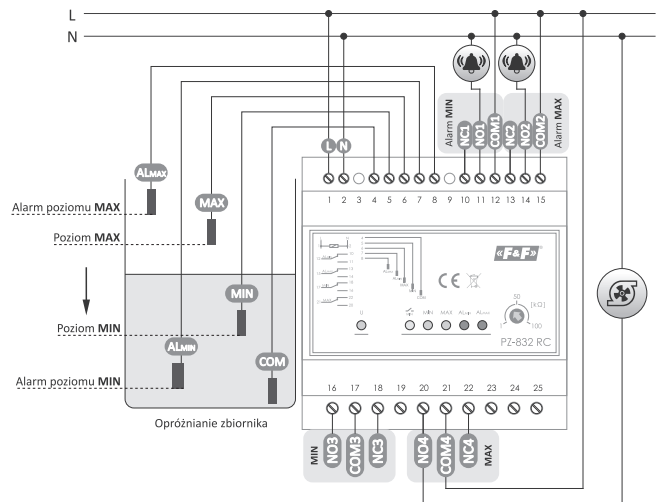 L
N
Alarm MIN
NC1
NO1
COM1
NC2
NO2
COM2
Alarm MAX
L
N
1 2 3 4 5 6 7 8 9 10 11 12 13 14 15
ALMAX
MAX
Alarm poziomu MAX
Poziom MAX
MIN
Poziom MIN
ALMIN
COM
Alarm poziomu MIN
Opróżnianie zbiornika
F&F®
CE
U
MIN
MAX
ALMIN
ALMAX
50
[kΩ]
1
100
PZ-832 RC
16 17 18 19 20 21 22 23 24 25
MIN
NO3
COM3
NC3
NO4
COM4
NC4
MAX